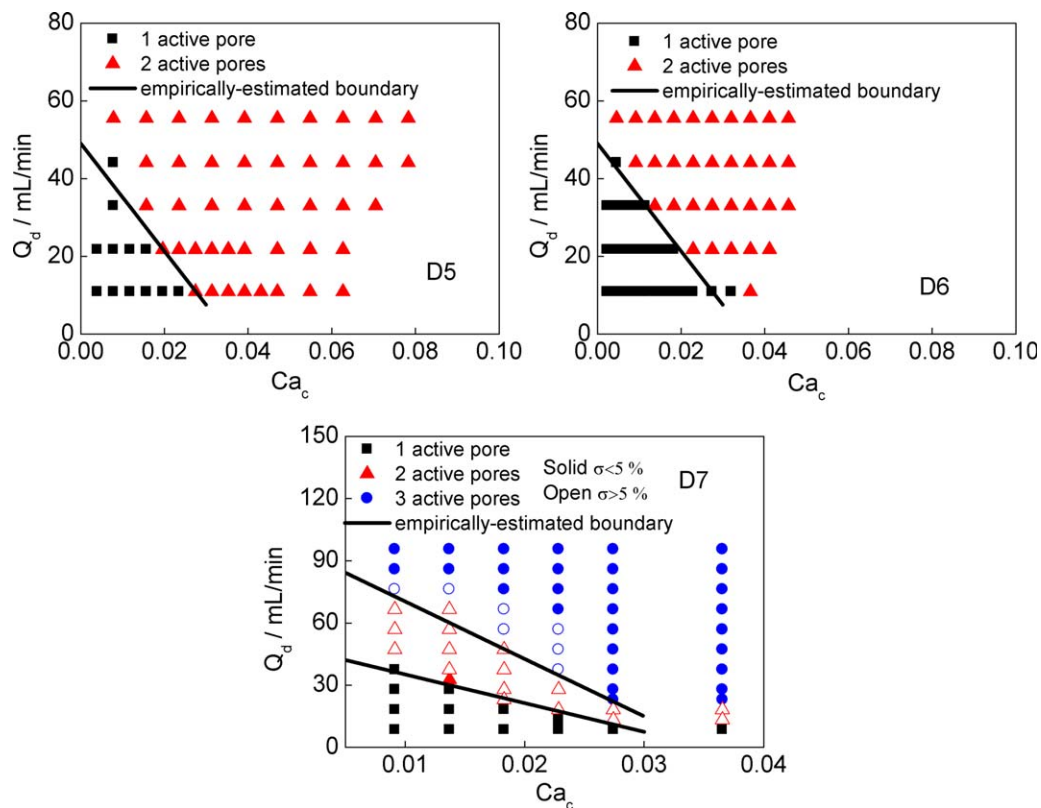 80
1 active pore
2 active pores
empirically-estimated boundary
60
40
20
0
Q_d / mL/min
D5
0.00 0.02 0.04 0.06 0.08 0.10
Ca_c
80
1 active pore
2 active pores
empirically-estimated boundary
60
40
20
0
Q_d / mL/min
D6
0.00 0.02 0.04 0.06 0.08 0.10
Ca_c
150
1 active pore
2 active pores
3 active pores
empirically-estimated boundary
Solid σ<5 %
Open σ>5 %
D7
120
90
60
30
0
Q_d / mL/min
0.01 0.02 0.03 0.04
Ca_c